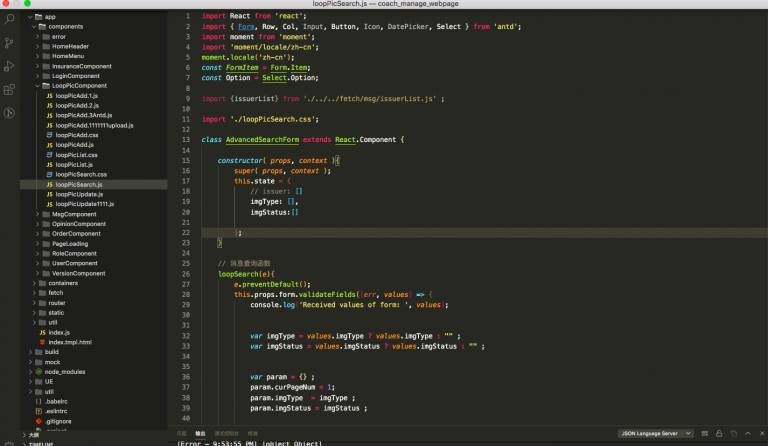 loopPicSearch.js — coach_manage_webpage
app
components
error
HomeHeader
HomeMenu
InsuranceComponent
LoginComponent
LoopPicComponent
JS loopPicAdd.1.js
JS loopPicAdd.2.js
JS loopPicAdd.3Antd.js
JS loopPicAdd.1111111upload.js
loopPicAdd.css
JS loopPicAdd.js
loopPicList.css
JS loopPicList.js
loopPicSearch.css
JS loopPicSearch.js
JS loopPicUpdate.js
JS loopPicUpdate1111.js
MsgComponent
OpinionComponent
OrderComponent
PageLoading
RoleComponent
UserComponent
VersionComponent
containers
fetch
router
static
util
JS index.js
index.tmpl.html
build
mock
node_modules
UE
util
.babelrc
.eslintrc
.gitignore
大纲
TIMELINE
1 import React from 'react';
2 import { Form, Row, Col, Input, Button, Icon, DatePicker, Select } from 'antd';
3 import moment from 'moment';
4 import 'moment/locale/zh-cn';
5 moment.locale('zh-cn');
6 const FormItem = Form.Item;
7 const Option = Select.Option;
8
9 import {issuerList} from './../../fetch/msg/issuerList.js' ;
10
11 import './loopPicSearch.css';
12
13 class AdvancedSearchForm extends React.Component {
14
15 constructor( props, context ){
16 super( props, context );
17 this.state = {
18 // issuer: []
19 imgType: [],
20 imgStatus:[]
21
22 };
23 }
24
25 // 消息查询函数
26 loopSearch(e){
27 e.preventDefault();
28 this.props.form.validateFields((err, values) => {
29 console.log('Received values of form: ', values);
30
31
32 var imgType = values.imgType ? values.imgType : "" ;
33 var imgStatus = values.imgStatus ? values.imgStatus : "" ;
34
35
36 var param = {} ;
37 param.curPageNum = 1;
38 param.imgType = imgType ;
39 param.imgStatus = imgStatus ;
40
问题 输出 调试控制台 终端
JSON Language Server
[Error - 9:53:55 PM] [object Object]